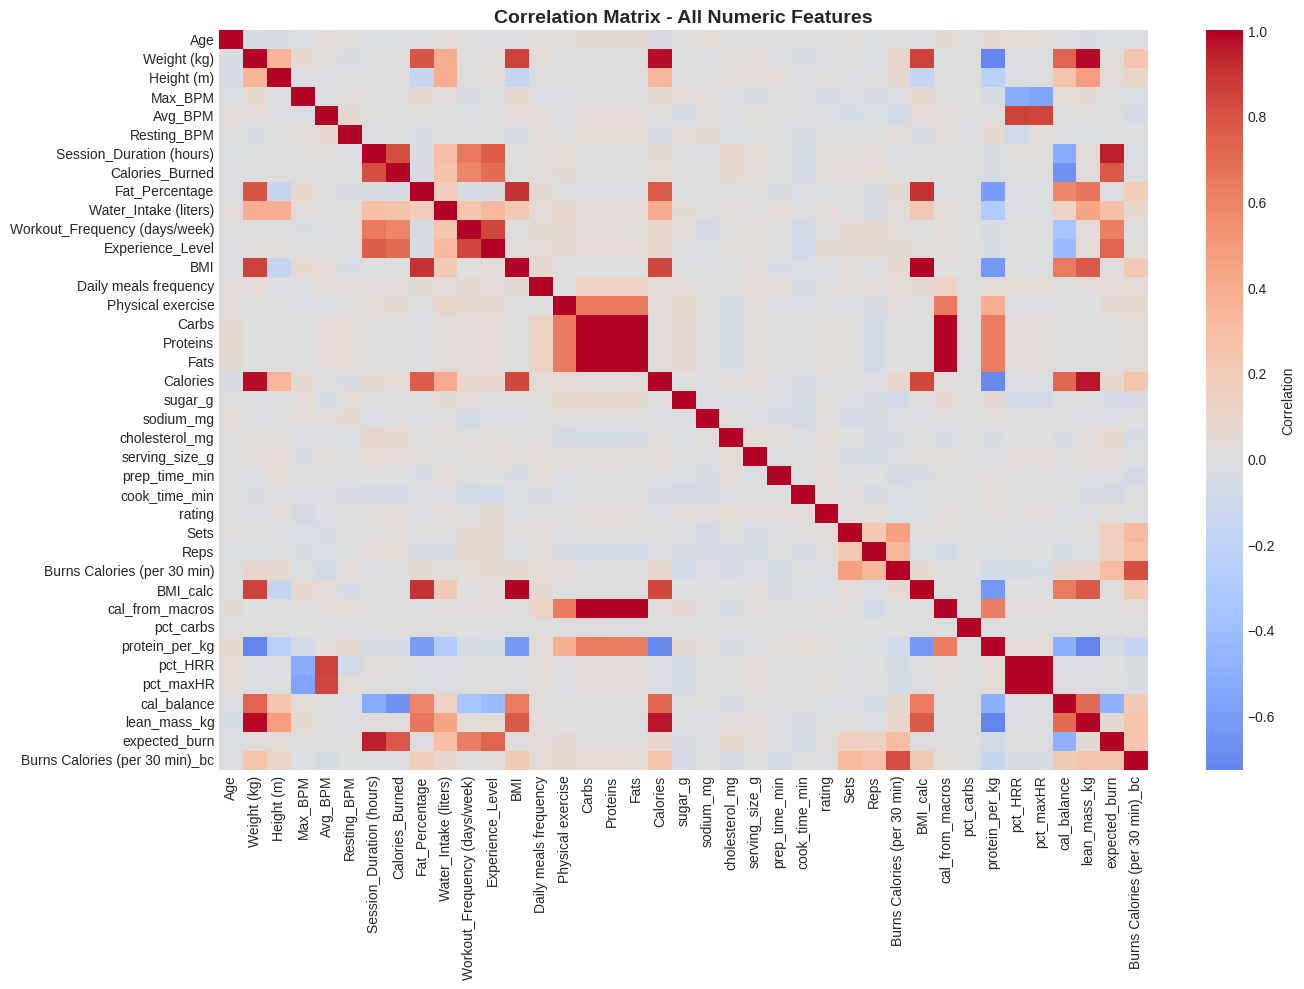 Correlation Matrix - All Numeric Features
Age
Weight (kg)
Height (m)
Max_BPM
Avg_BPM
Resting_BPM
Session_Duration (hours)
Calories_Burned
Fat_Percentage
Water_Intake (liters)
Workout_Frequency (days/week)
Experience_Level
BMI
Daily meals frequency
Physical exercise
Carbs
Proteins
Fats
Calories
sugar_g
sodium_mg
cholesterol_mg
serving_size_g
prep_time_min
cook_time_min
rating
Sets
Reps
Burns Calories (per 30 min)
BMI_calc
cal_from_macros
pct_carbs
protein_per_kg
pct_HRR
pct_maxHR
cal_balance
lean_mass_kg
expected_burn
Burns Calories (per 30 min)_bc
Age
Weight (kg)
Height (m)
Max_BPM
Avg_BPM
Resting_BPM
Session_Duration (hours)
Calories_Burned
Fat_Percentage
Water_Intake (liters)
Workout_Frequency (days/week)
Experience_Level
BMI
Daily meals frequency
Physical exercise
Carbs
Proteins
Fats
Calories
sugar_g
sodium_mg
cholesterol_mg
serving_size_g
prep_time_min
cook_time_min
rating
Sets
Reps
Burns Calories (per 30 min)
BMI_calc
cal_from_macros
pct_carbs
protein_per_kg
pct_HRR
pct_maxHR
cal_balance
lean_mass_kg
expected_burn
Burns Calories (per 30 min)_bc
1.0
0.8
0.6
0.4
0.2
0.0
−0.2
−0.4
−0.6
Correlation